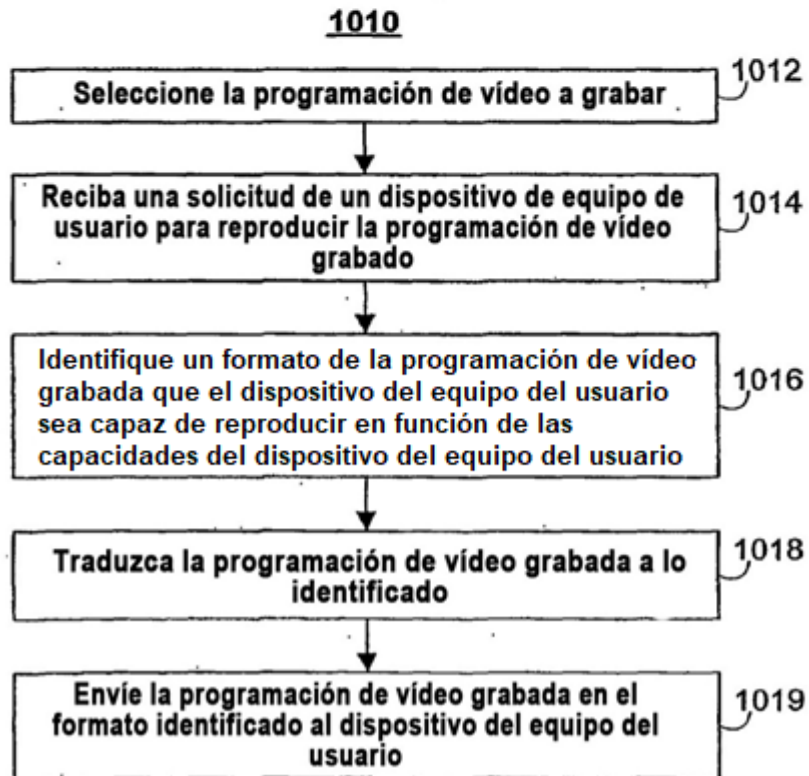 1010
Seleccione la programación de vídeo a grabar
1012
Reciba una solicitud de un dispositivo de equipo de
usuario para reproducir la programación de vídeo
grabado
1014
Identifique un formato de la programación de vídeo
grabada que el dispositivo del equipo del usuario
sea capaz de reproducir en función de las
capacidades del dispositivo del equipo del usuario
1016
Traduzca la programación de vídeo grabada a lo
identificado
1018
Envíe la programación de vídeo grabada en el
formato identificado al dispositivo del equipo del
usuario
1019